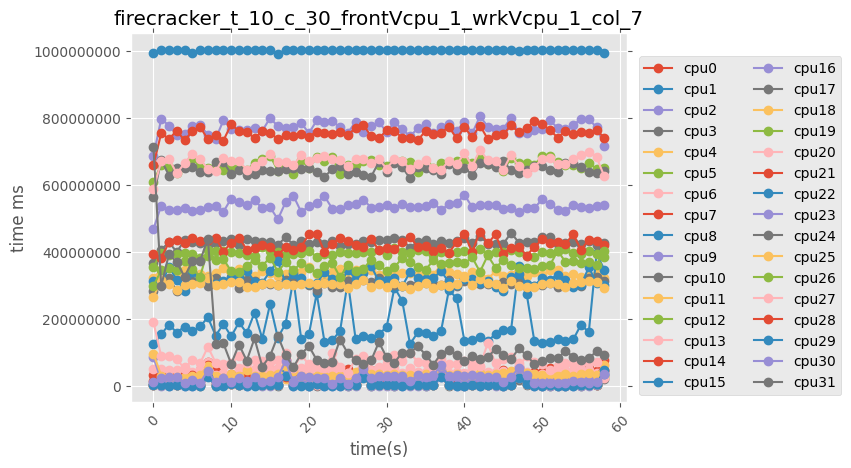 firecracker_t_10_c_30_frontVcpu_1_wrkVcpu_1_col_7
time ms
1000000000
800000000
600000000
400000000
200000000
0
0
10
20
30
40
50
60
time(s)
cpu0
cpu1
cpu2
cpu3
cpu4
cpu5
cpu6
cpu7
cpu8
cpu9
cpu10
cpu11
cpu12
cpu13
cpu14
cpu15
cpu16
cpu17
cpu18
cpu19
cpu20
cpu21
cpu22
cpu23
cpu24
cpu25
cpu26
cpu27
cpu28
cpu29
cpu30
cpu31